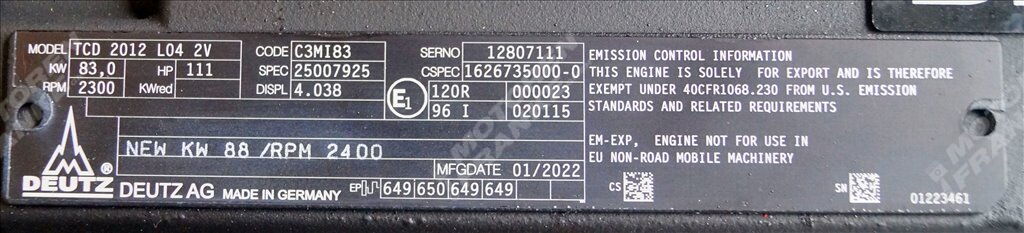 MODEL TCD 2012 L04 2V CODE C3MI83 SERNO 12807111
KW 83,0 HP 111 SPEC 25007925 CSPEC 1626735000-0
RPM 2300 KWred DISPL 4.038 E1 120R 000023
96 I 020115
NEW KW 88 /RPM 2400
MFGDATE 01/2022
DEUTZ ® DEUTZ AG MADE IN GERMANY EP 649 650 649 649
EMISSION CONTROL INFORMATION
THIS ENGINE IS SOLELY FOR EXPORT AND IS THEREFORE
EXEMPT UNDER 40CFR1068.230 FROM U.S. EMISSION
STANDARDS AND RELATED REQUIREMENTS
EM-EXP, ENGINE NOT FOR USE IN
EU NON-ROAD MOBILE MACHINERY
CS SN
01223461